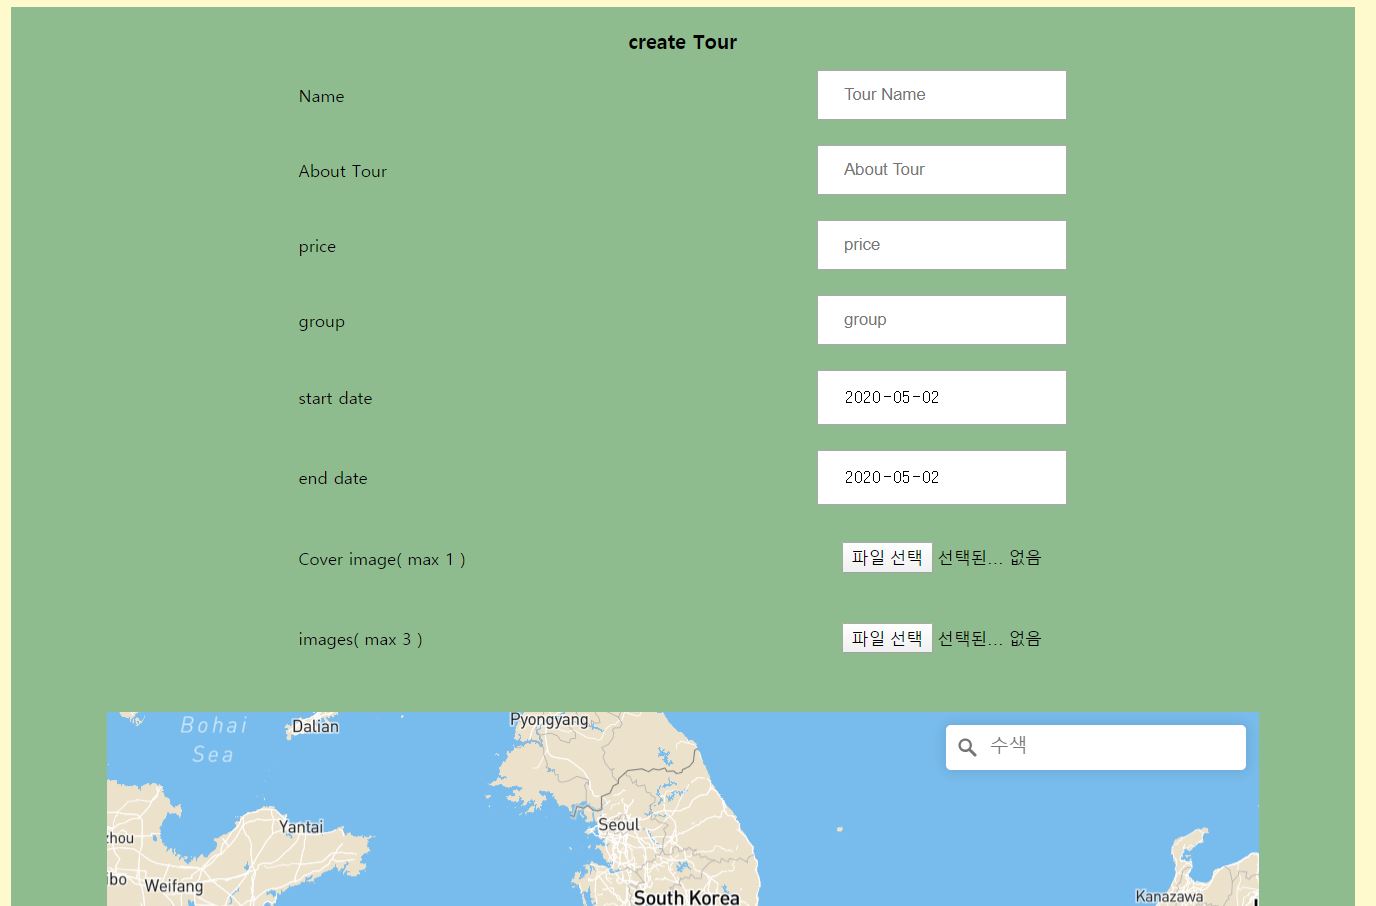 create Tour
Name
Tour Name
About Tour
About Tour
price
price
group
group
start date
2020-05-02
end date
2020-05-02
Cover image( max 1 )
파일 선택 선택된... 없음
images( max 3 )
파일 선택 선택된... 없음
Bohai
Sea
Dalian
Pyongyang
수색
Yantai
Seoul
zhou
ibo
Weifang
South Korea
Kanazawa